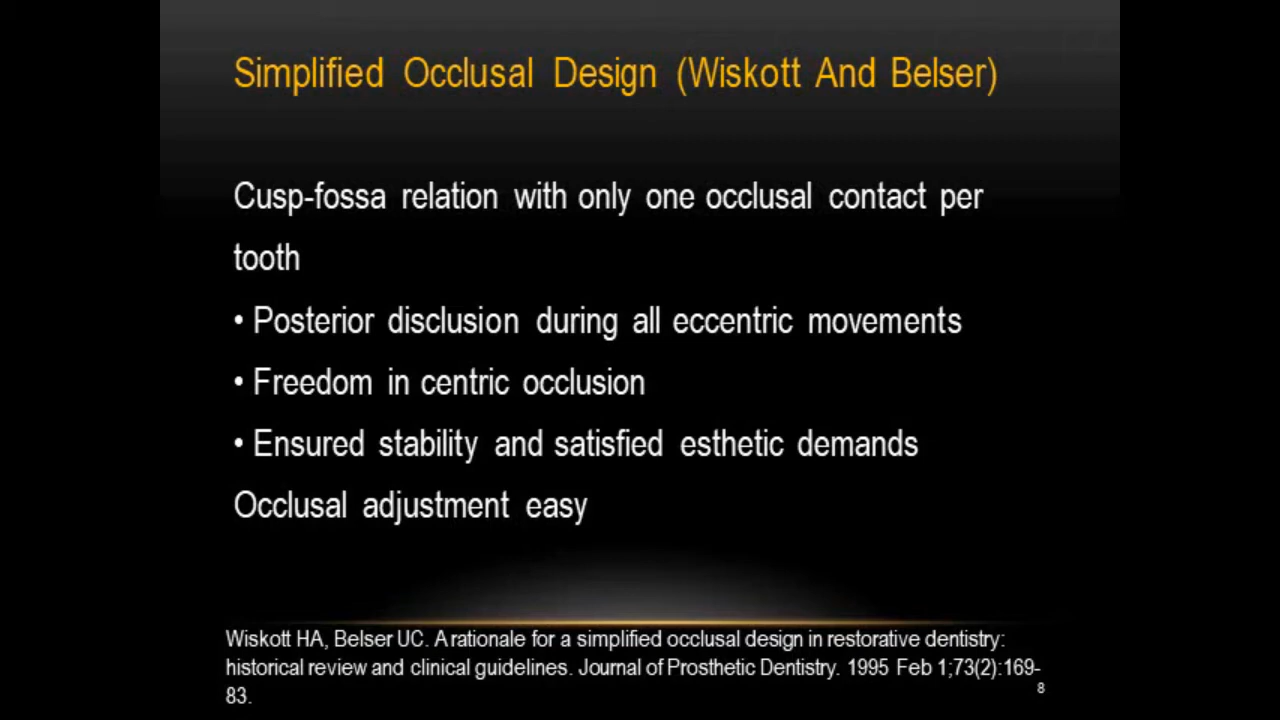 Simplified Occlusal Design (Wiskott And Belser)
Cusp-fossa relation with only one occlusal contact per
tooth
• Posterior disclusion during all eccentric movements
• Freedom in centric occlusion
• Ensured stability and satisfied esthetic demands
Occlusal adjustment easy
Wiskott HA, Belser UC. A rationale for a simplified occlusal design in restorative dentistry:
historical review and clinical guidelines. Journal of Prosthetic Dentistry. 1995 Feb 1;73(2):169-
83.
8